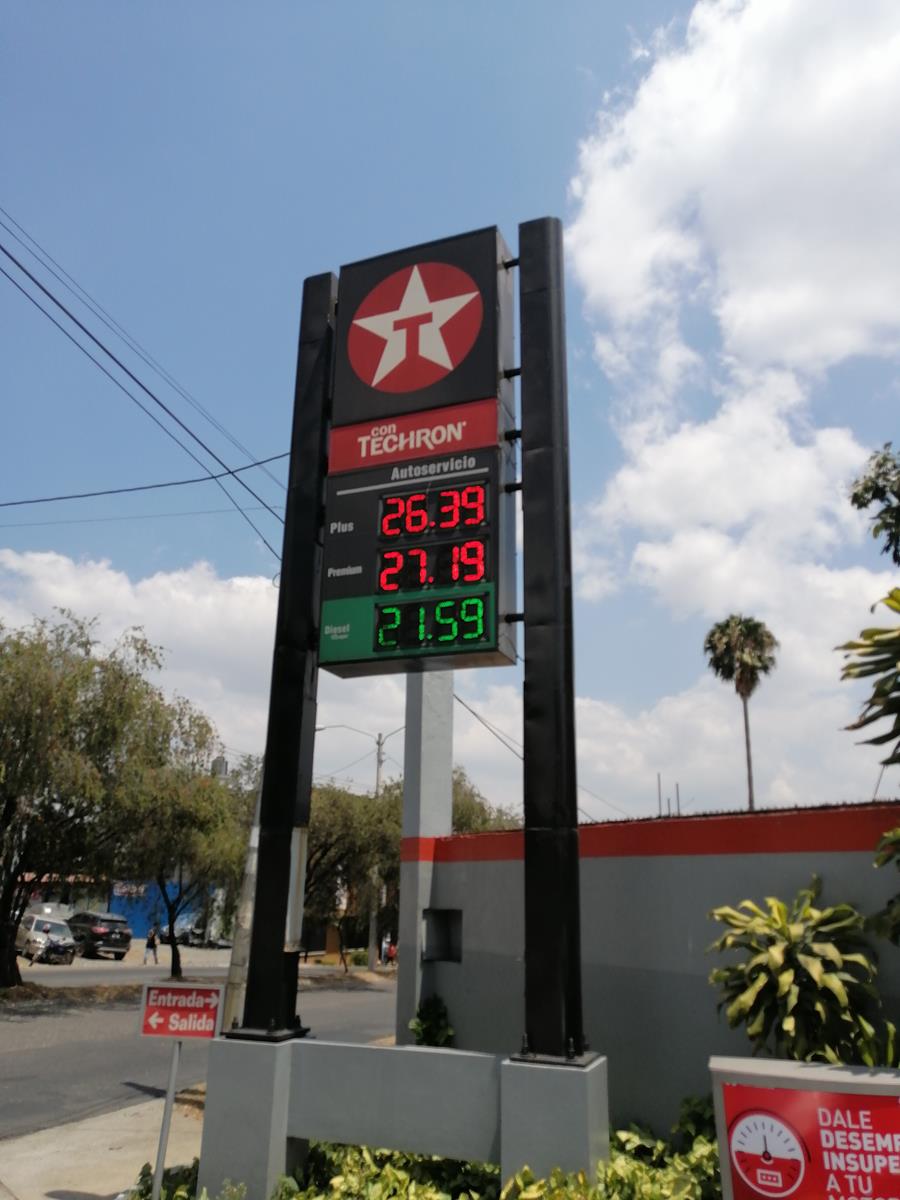 T
con
TECHRON
Autoservicio
Plus 26.39
Premium 27.19
Diesel 21.59
Entrada→
←Salida
DALE
DESEMP
INSUPE
A TU